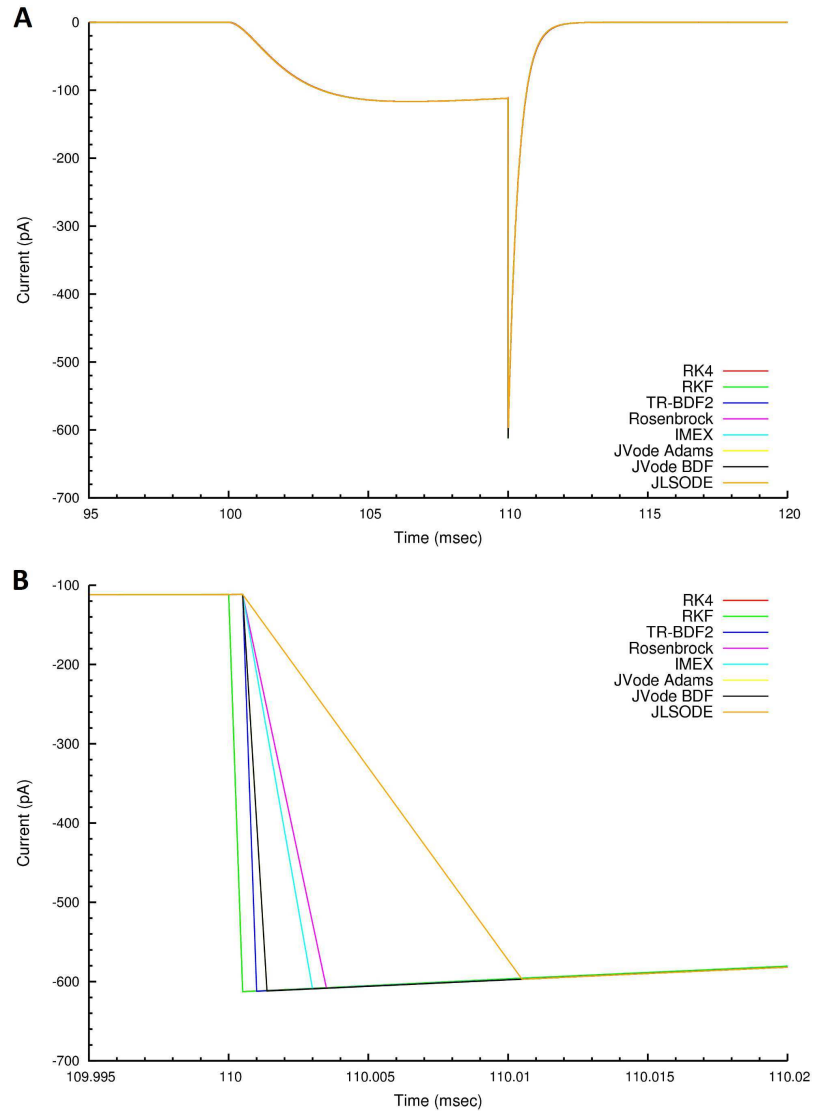 A
0
-100
-200
-300
-400
-500
-600
-700
Current (pA)
RK4
RKF
TR-BDF2
Rosenbrock
IMEX
JVode Adams
JVode BDF
JLSODE
95 100 105 110 115 120
Time (msec)
B
-100
-200
-300
-400
-500
-600
-700
Current (pA)
RK4
RKF
TR-BDF2
Rosenbrock
IMEX
JVode Adams
JVode BDF
JLSODE
109.995 110 110.005 110.01 110.015 110.02
Time (msec)